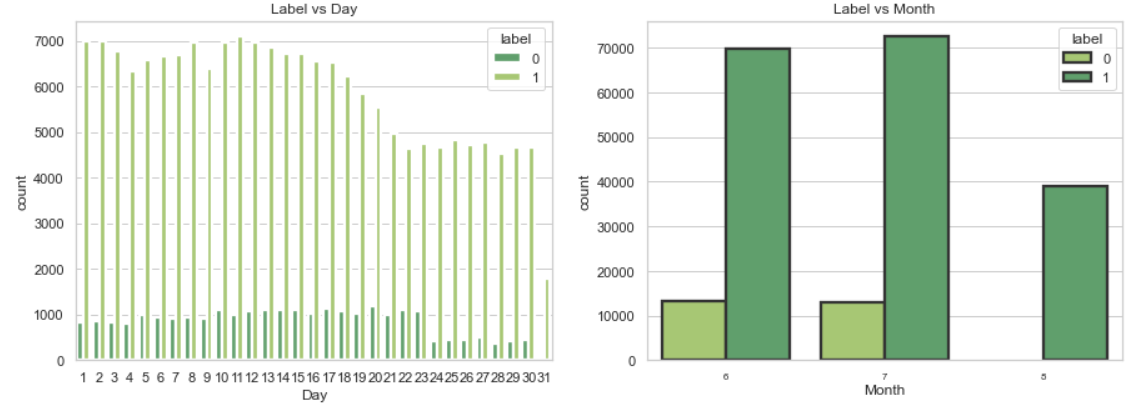 Label vs Day
label
0
1
7000
6000
5000
4000
3000
2000
1000
0
count
1 2 3 4 5 6 7 8 9 10 11 12 13 14 15 16 17 18 19 20 21 22 23 24 25 26 27 28 29 30 31
Day
Label vs Month
label
0
1
70000
60000
50000
40000
30000
20000
10000
0
count
6 7 8
Month